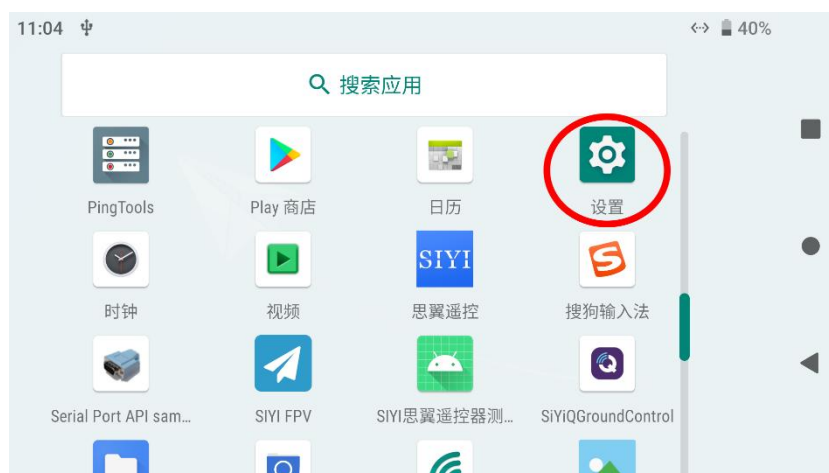 11:04
40%
搜索应用
PingTools
Play 商店
日历
设置
SIYI
时钟
视频
思翼遥控
搜狗输入法
Serial Port API sam...
SIYI FPV
SIYI思翼遥控器测...
SiYiQGroundControl